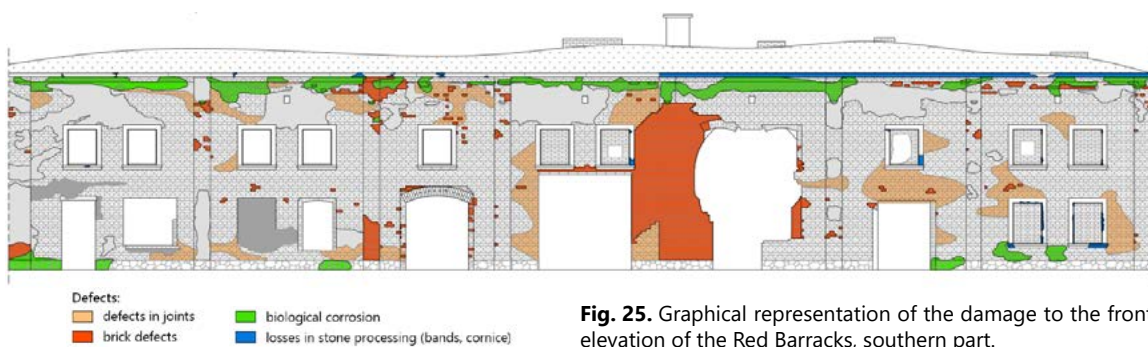 Defects:
defects in joints
biological corrosion
brick defects
losses in stone processing (bands, cornice)
Fig. 25. Graphical representation of the damage to the front
elevation of the Red Barracks, southern part.